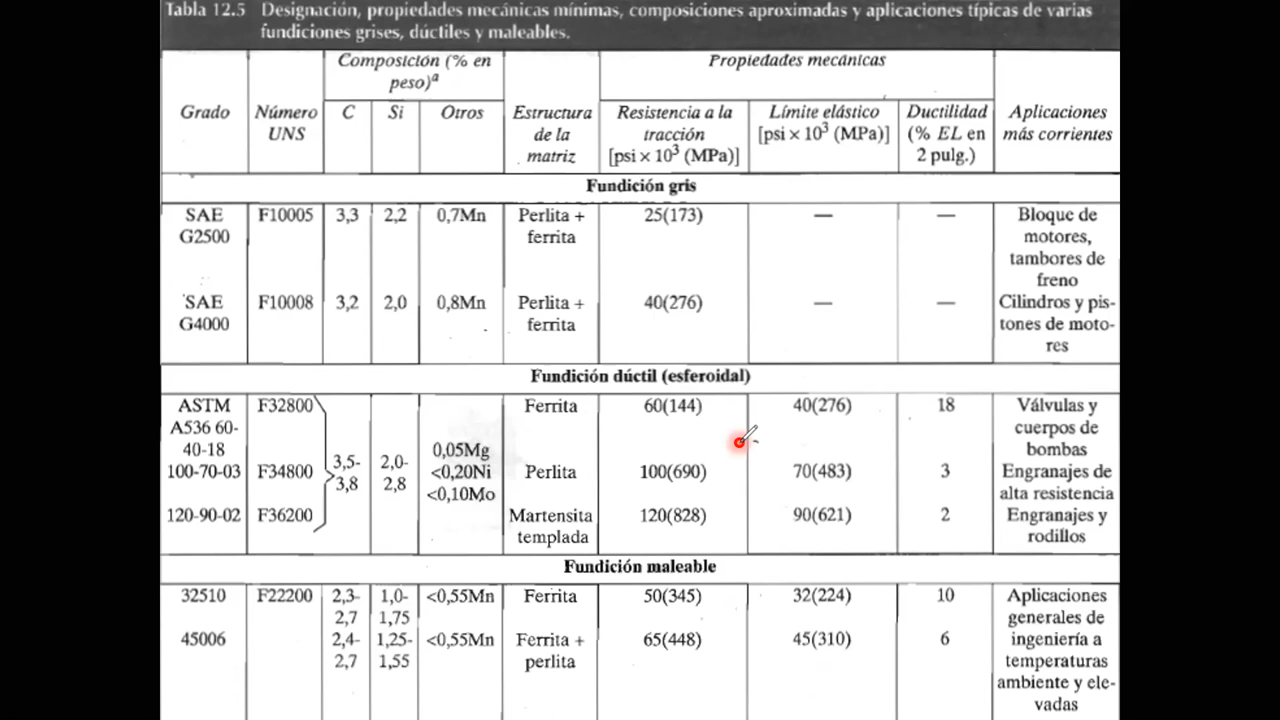 Tabla 12.5 Designación, propiedades mecánicas mínimas, composiciones aproximadas y aplicaciones típicas de varias
fundiciones grises, dúctiles y maleables.
Composición (% en
peso)ª
Propiedades mecánicas
Grado
Número
UNS
C
Si
Otros
Estructura
de la
matriz
Resistencia a la
tracción
[psi x 10³ (MPa)]
Límite elástico
[psi x 10³ (MPa)]
Ductilidad
(% EL en
2 pulg.)
Aplicaciones
más corrientes
Fundición gris
SAE F10005 3,3 2,2 0,7Mn Perlita + 25(173) — — Bloque de
G2500 ferrita motores,
tambores de
freno
SAE F10008 3,2 2,0 0,8Mn Perlita + 40(276) — — Cilindros y pis-
G4000 ferrita tones de moto-
res
Fundición dúctil (esferoidal)
ASTM F32800 Ferrita 60(144) 40(276) 18 Válvulas y
A536 60- cuerpos de
40-18 0,05Mg bombas
3,5- 2,0-
100-70-03 F34800 <0,20Ni Perlita 100(690) 70(483) 3 Engranajes de
3,8 2,8
<0,10Mo alta resistencia
120-90-02 F36200 Martensita 120(828) 90(621) 2 Engranajes y
templada rodillos
Fundición maleable
32510 F22200 2,3- 1,0- <0,55Mn Ferrita 50(345) 32(224) 10 Aplicaciones
2,7 1,75 generales de
45006 2,4- 1,25- <0,55Mn Ferrita + 65(448) 45(310) 6 ingeniería a
2,7 1,55 perlita temperaturas
ambiente y ele-
vadas